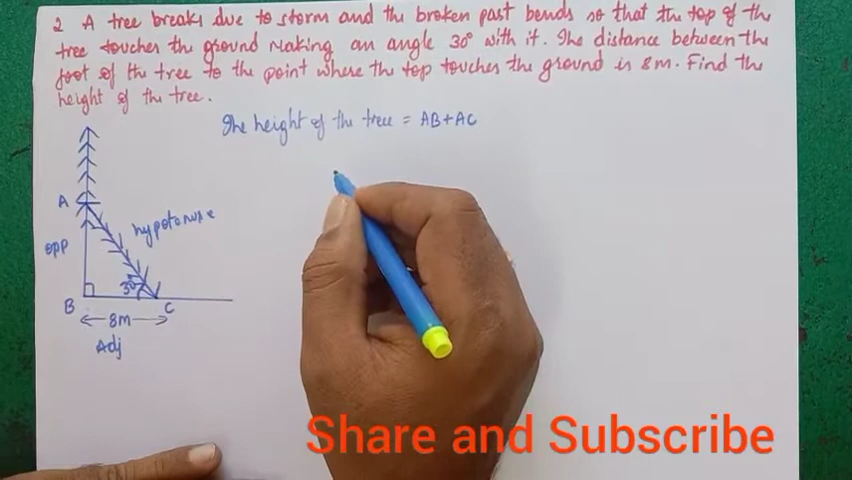 2 A tree breaks due to storm and the broken part bends so that the top of the
tree touches the ground making an angle 30° with it. The distance between the
foot of the tree to the point where the top touches the ground is 8m. Find the
height of the tree.
The height of the tree = AB+AC
A
opp
hypotonuse
30
B
C
8m
Adj
Share and Subscribe